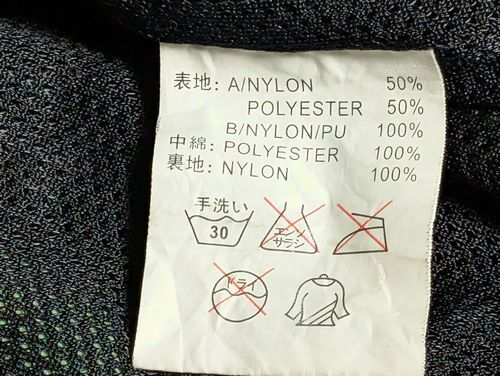 表地: A/NYLON 50%
POLYESTER 50%
B/NYLON/PU 100%
中綿: POLYESTER 100%
裏地: NYLON 100%
手洗い
30
エンソ
サラシ
ドライ